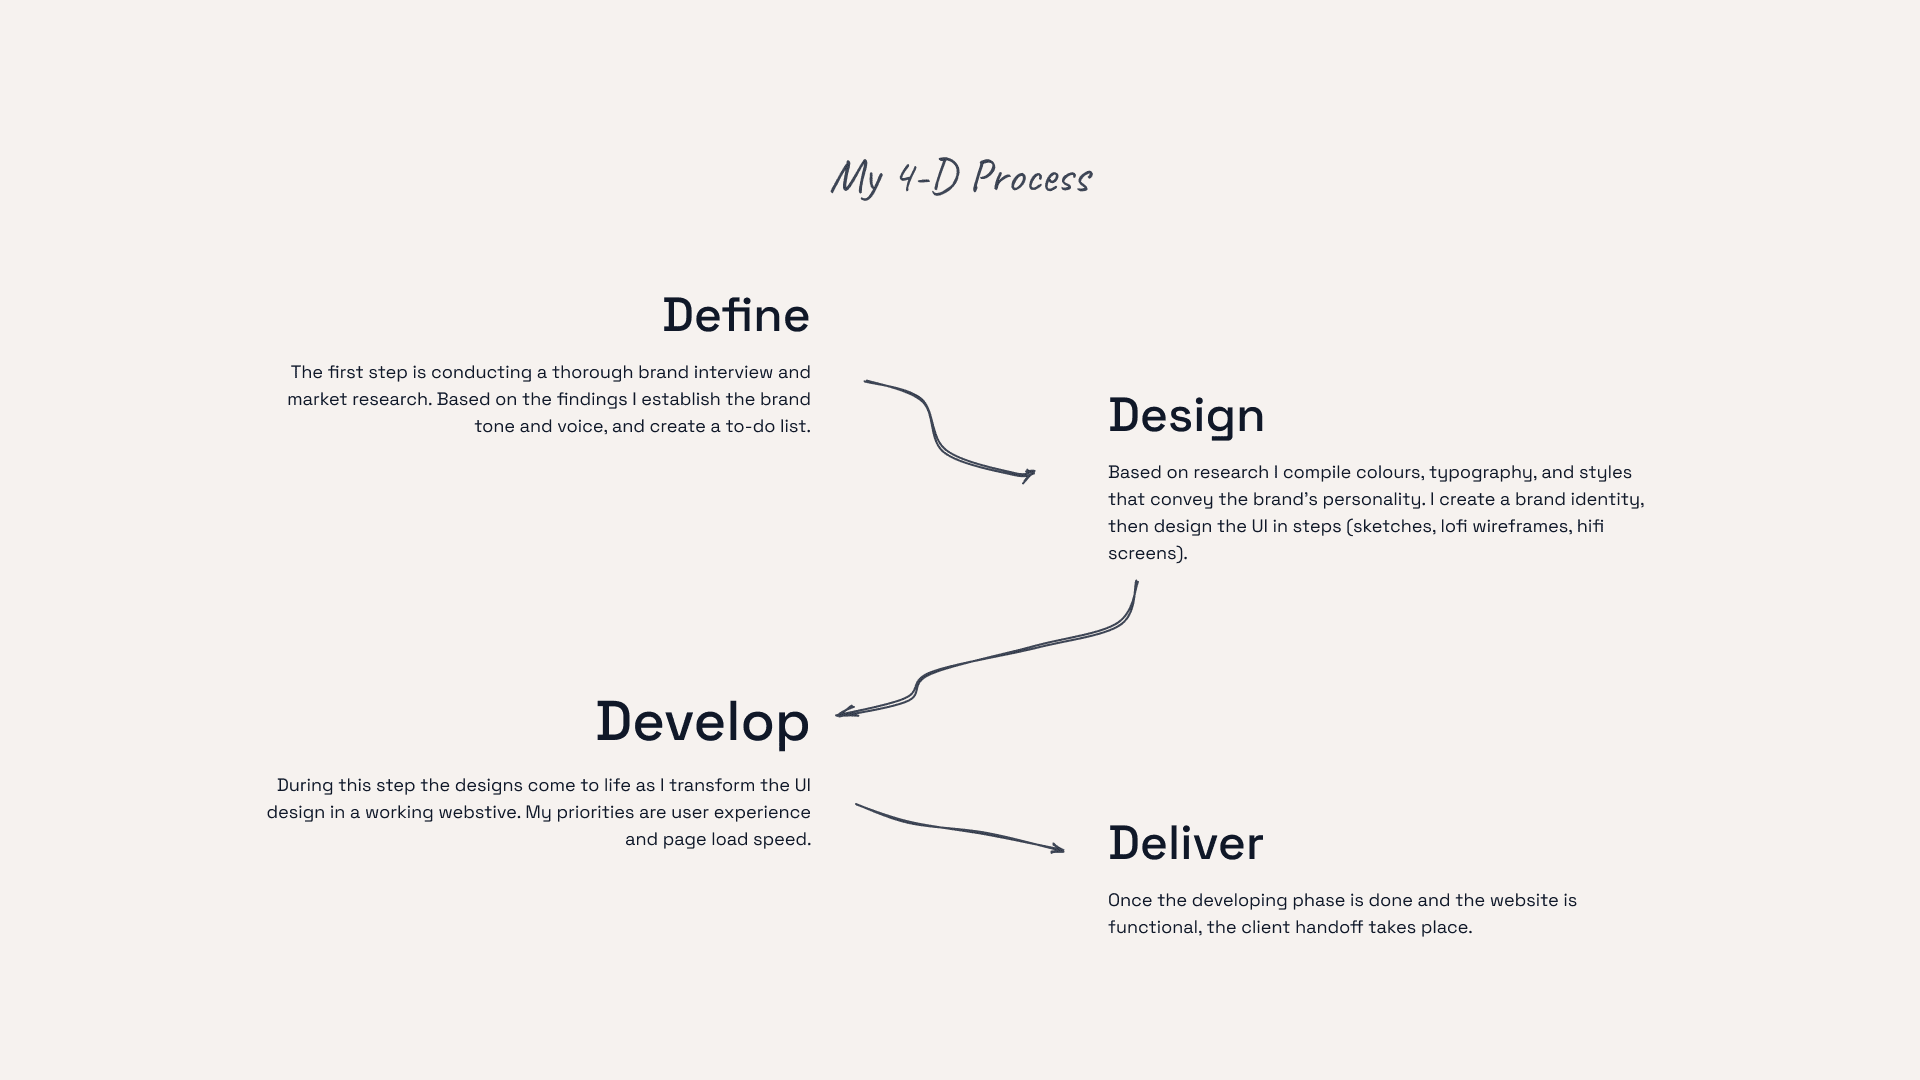 My 4-D Process
Define
The first step is conducting a thorough brand interview and
market research. Based on the findings I establish the brand
tone and voice, and create a to-do list.
Design
Based on research I compile colours, typography, and styles
that convey the brand's personality. I create a brand identity,
then design the UI in steps (sketches, lofi wireframes, hifi
screens).
Develop
During this step the designs come to life as I transform the UI
design in a working webstive. My priorities are user experience
and page load speed.
Deliver
Once the developing phase is done and the website is
functional, the client handoff takes place.